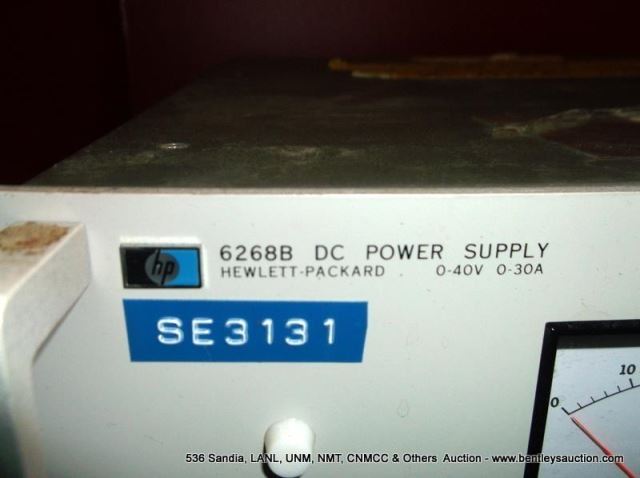 hp 6268B DC POWER SUPPLY
HEWLETT-PACKARD 0-40V 0-30A
SE3131
0 10
536 Sandia, LANL, UNM, NMT, CNMCC & Others Auction - www.bentleysauction.com